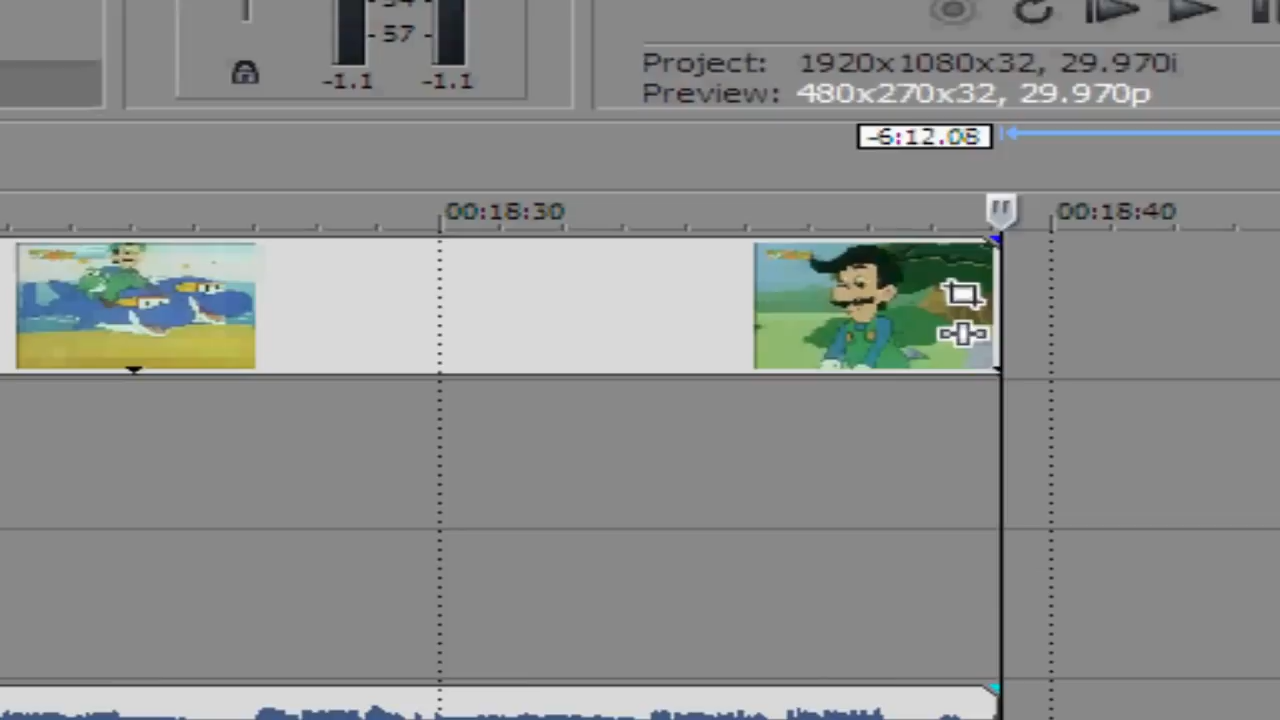 -57-
-1.1 -1.1
Project: 1920x1080x32, 29.970i
Preview: 480x270x32, 29.970p
-6:12.08
00:18:30 00:18:40